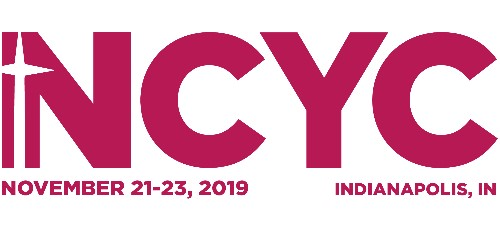 NCYC
NOVEMBER 21-23, 2019
INDIANAPOLIS, IN